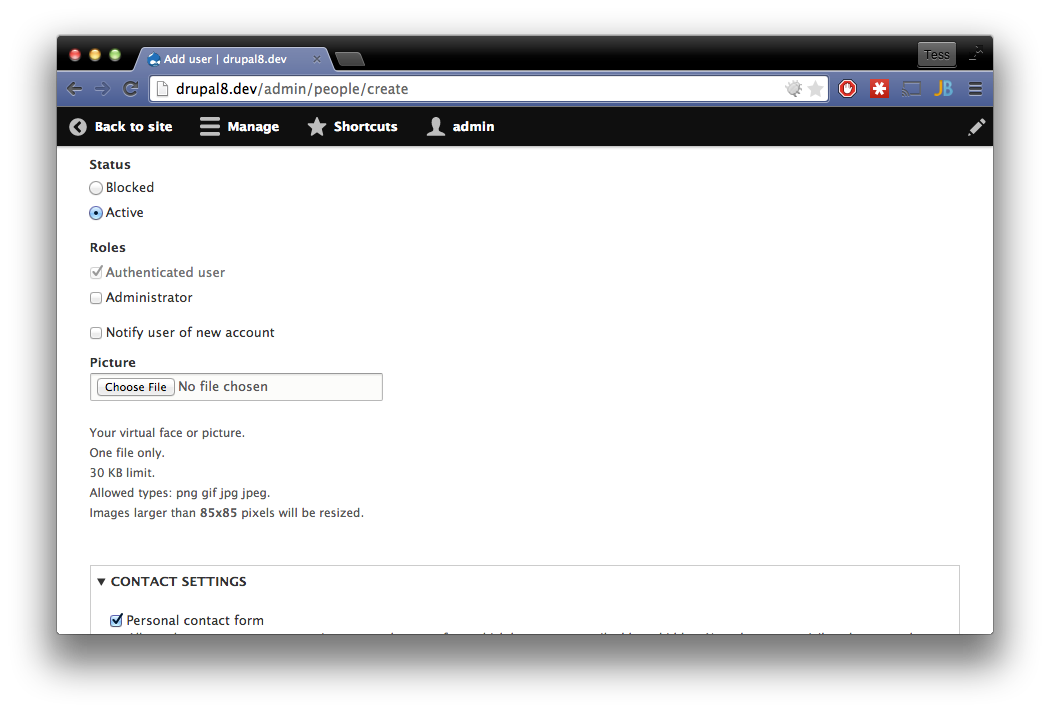 Add user | drupal8.dev
Tess
drupal8.dev/admin/people/create
JB
Back to site
Manage
Shortcuts
admin
Status
Blocked
Active
Roles
Authenticated user
Administrator
Notify user of new account
Picture
Choose File No file chosen
Your virtual face or picture.
One file only.
30 KB limit.
Allowed types: png gif jpg jpeg.
Images larger than 85x85 pixels will be resized.
CONTACT SETTINGS
Personal contact form